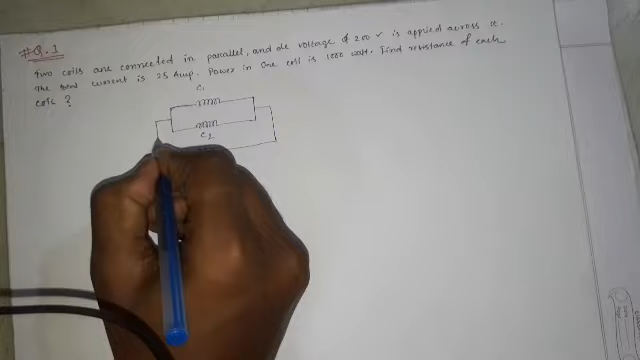 #Q.1
Two coils are connected in parallel, and dc voltage of 200 v is applied across it.
The total current is 25 Amp. Power in One coil is 1500 watt. Find resistance of each
coil ?
C1
C2